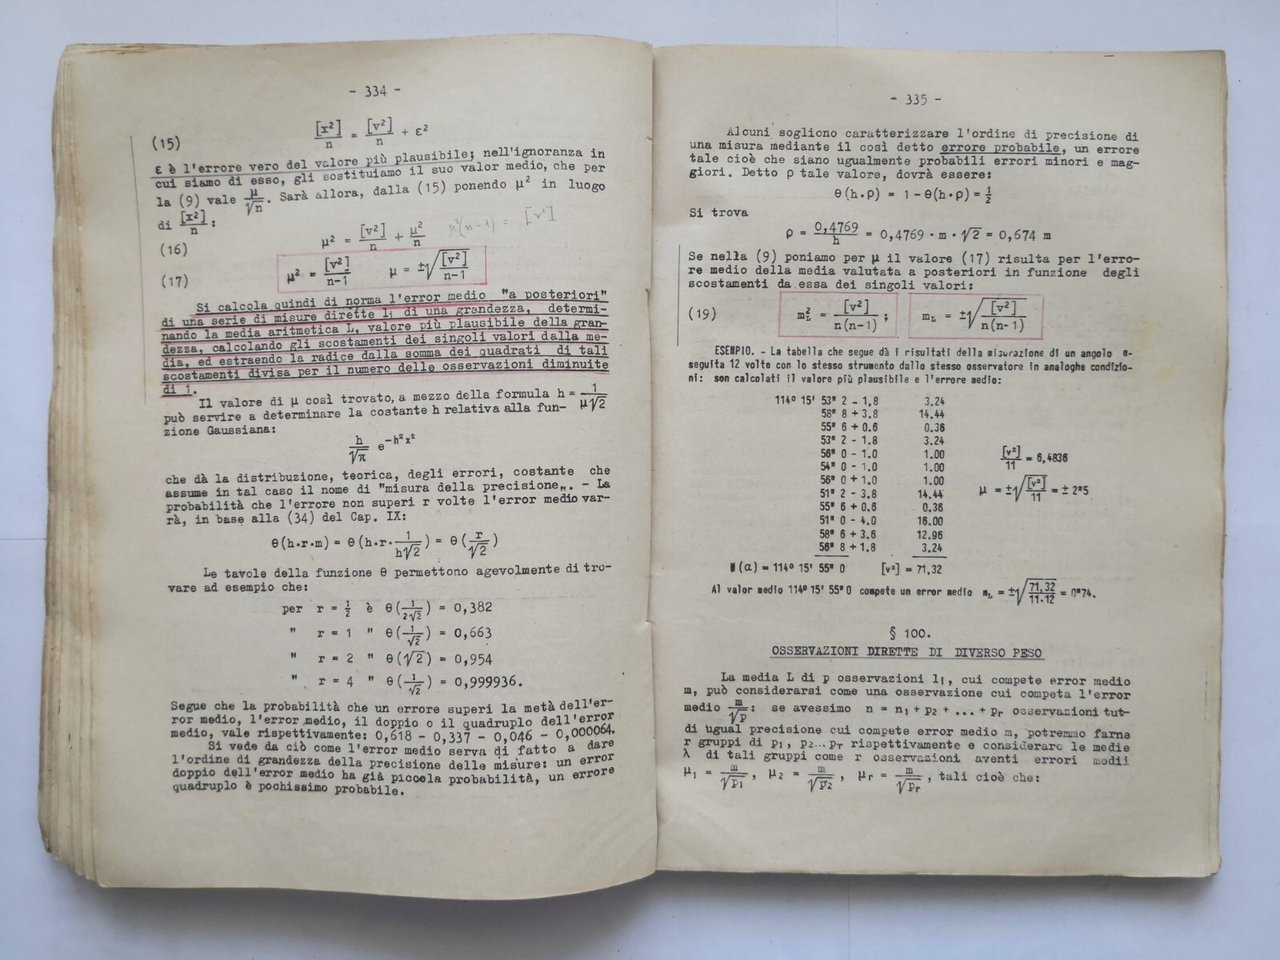 - 334 -
(15) [x²]/n = [v²]/n + ε²
ε è l'errore vero del valore più plausibile; nell'ignoranza in
cui siamo di esso, gli sostituiamo il suo valor medio, che per
la (9) vale μ/√n. Sarà allora, dalla (15) ponendo μ² in luogo
di [x²]/n:
(16) μ² = [v²]/n + μ²/n μ²(n-1) = [v²]
(17) μ² = [v²]/n-1 μ = ±√[v²]/n-1
Si calcola quindi di norma l'error medio "a posteriori"
di una serie di misure dirette lᵢ di una grandezza, determi-
nando la media aritmetica L, valore più plausibile della gran-
dezza, calcolando gli scostamenti dei singoli valori dalla me-
dia, ed estraendo la radice dalla somma dei quadrati di tali
scostamenti divisa per il numero delle osservazioni diminuite
di 1.
Il valore di μ così trovato, a mezzo della formula h = 1/μ√2
può servire a determinare la costante h relativa alla fun-
zione Gaussiana:
h/√π e^-h²x²
che dà la distribuzione, teorica, degli errori, costante che
assume in tal caso il nome di "misura della precisione„. - La
probabilità che l'errore non superi r volte l'error medio var-
rà, in base alla (34) del Cap. IX:
θ(h.r.m) = θ(h.r.1/h√2) = θ(r/√2)
Le tavole della funzione θ permettono agevolmente di tro-
vare ad esempio che:
per r = ½ è θ(1/2√2) = 0,382
" r = 1 " θ(1/√2) = 0,663
" r = 2 " θ(√2) = 0,954
" r = 4 " θ(1/√2) = 0,999936.
Segue che la probabilità che un errore superi la metà dell'er-
ror medio, l'error medio, il doppio o il quadruplo dell'error
medio, vale rispettivamente: 0,618 - 0,337 - 0,046 - 0,000064.
Si vede da ciò come l'error medio serva di fatto a dare
l'ordine di grandezza della precisione delle misure: un error
doppio dell'error medio ha già piccola probabilità, un errore
quadruplo è pochissimo probabile.
- 335 -
Alcuni sogliono caratterizzare l'ordine di precisione di
una misura mediante il così detto errore probabile, un errore
tale cioè che siano ugualmente probabili errori minori e mag-
giori. Detto ρ tale valore, dovrà essere:
θ(h.ρ) = 1 - θ(h.ρ) = ½
Si trova
ρ = 0,4769/h = 0,4769 · m · √2 = 0,674 m
Se nella (9) poniamo per μ il valore (17) risulta per l'erro-
re medio della media valutata a posteriori in funzione degli
scostamenti da essa dei singoli valori:
(19) m²L = [v²]/n(n-1) ; mL = ±√[v²]/n(n-1)
ESEMPIO. - La tabella che segue dà i risultati della misurazione di un angolo e-
seguita 12 volte con lo stesso strumento dallo stesso osservatore in analoghe condizio-
ni: son calcolati il valore più plausibile e l'errore medio:
114° 15' 53" 2 - 1,8 3.24
58" 8 + 3.8 14.44
55" 6 + 0.6 0.36
53" 2 - 1.8 3.24
56" 0 - 1.0 1.00
54" 0 - 1.0 1.00
56" 0 + 1.0 1.00
51" 2 - 3.8 14.44
55" 6 + 0.6 0.36
51" 0 - 4.0 16.00
58" 6 + 3.6 12.96
56" 8 + 1.8 3.24
[v²]/11 = 6,4836
μ = ±√[v²]/11 = ± 2"5
M(α) = 114° 15' 55" 0 [v²] = 71,32
Al valor medio 114° 15' 55" 0 compete un error medio mL = ±√71,32/11.12 = 0"74.
§ 100.
OSSERVAZIONI DIRETTE DI DIVERSO PESO
La media L di p osservazioni lᵢ, cui compete error medio
m, può considerarsi come una osservazione cui competa l'error
medio m/√p: se avessimo n = n₁ + p₂ + ... + pᵣ osservazioni tut-
di ugual precisione cui compete error medio m, potremmo farne
r gruppi di p₁, p₂...pᵣ rispettivamente e considerare le medie
λ di tali gruppi come r osservazioni aventi errori medii
μ₁ = m/√p₁, μ₂ = m/√p₂, μᵣ = m/√pᵣ, tali cioè che: